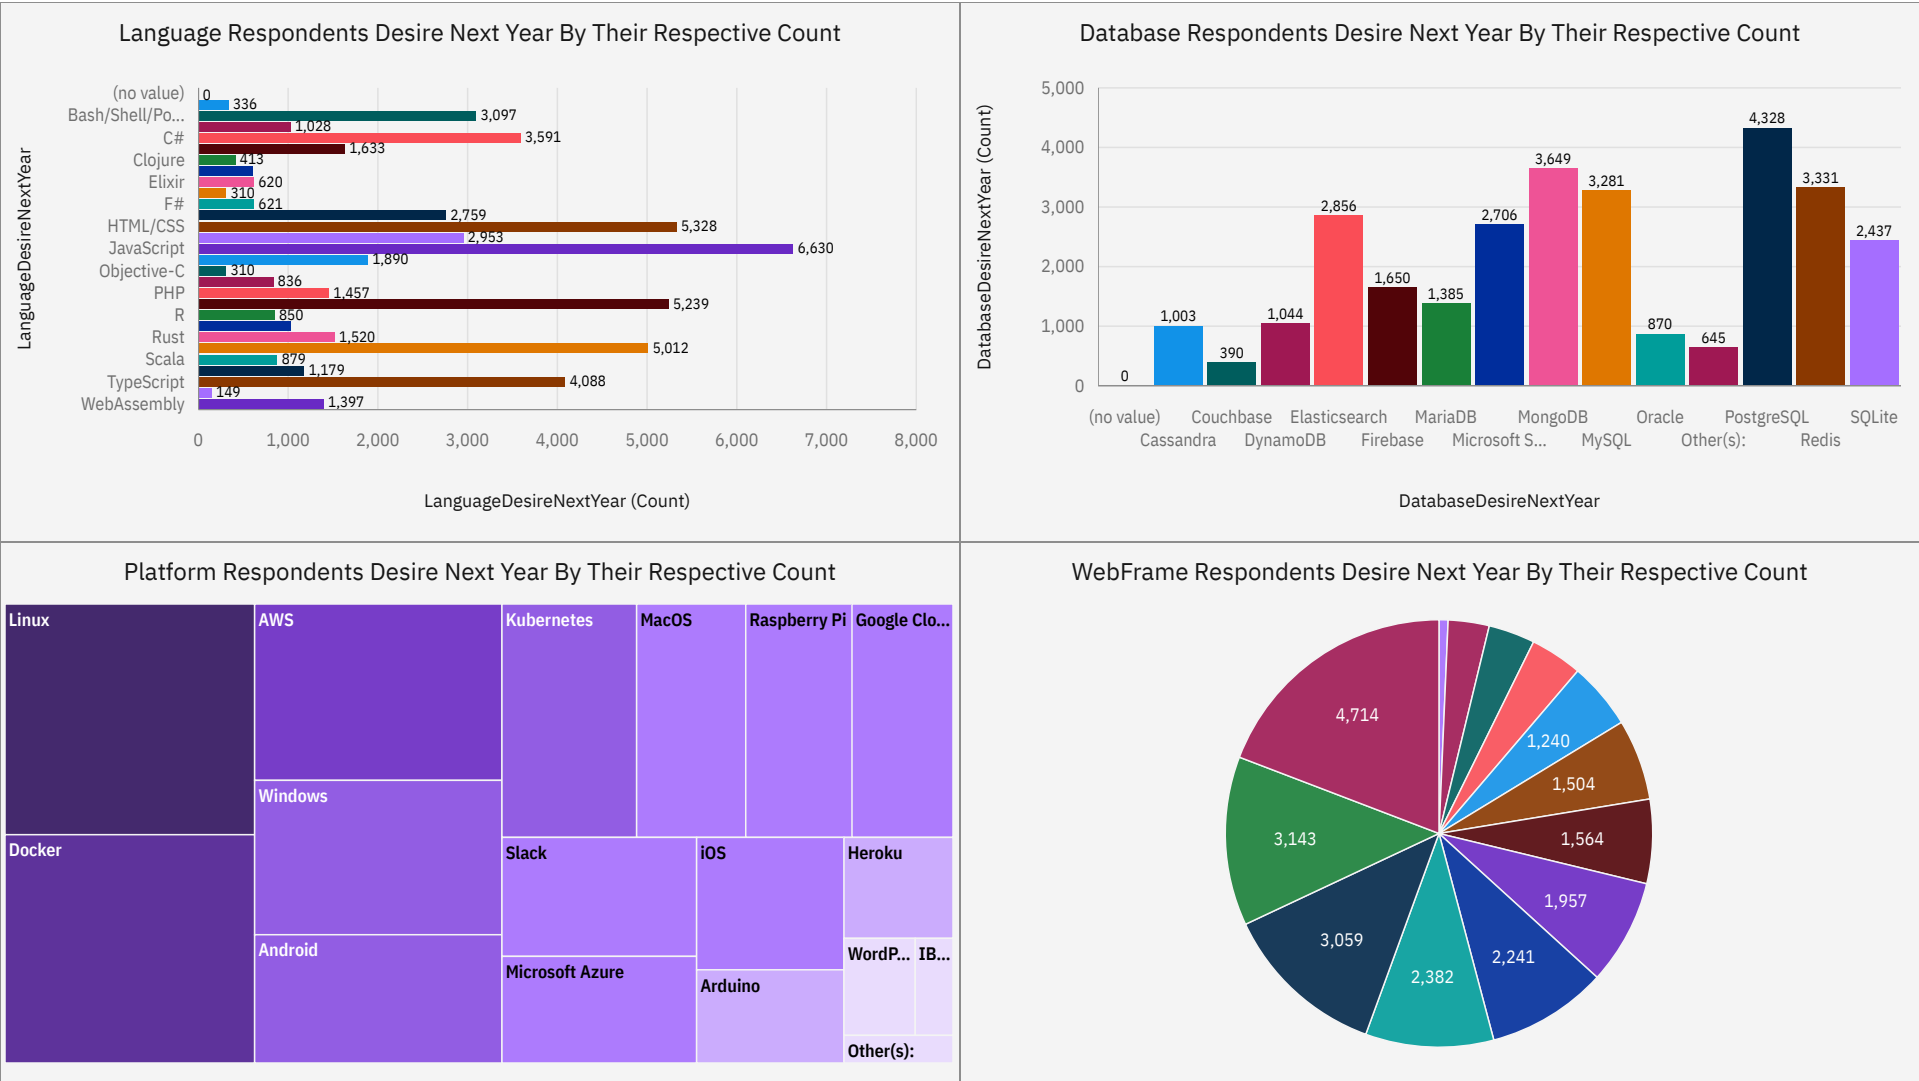 Language Respondents Desire Next Year By Their Respective Count
LanguageDesireNextYear
(no value) 0
336
Bash/Shell/Po... 3,097
1,028
C# 3,591
1,633
Clojure 413
Elixir 620
310
F# 621
2,759
HTML/CSS 5,328
2,953
JavaScript 6,630
1,890
Objective-C 310
836
PHP 1,457
5,239
R 850
Rust 1,520
5,012
Scala 879
1,179
TypeScript 4,088
149
WebAssembly 1,397
0 1,000 2,000 3,000 4,000 5,000 6,000 7,000 8,000
LanguageDesireNextYear (Count)
Database Respondents Desire Next Year By Their Respective Count
DatabaseDesireNextYear (Count)
5,000
4,000
3,000
2,000
1,000
0
0 1,003 390 1,044 2,856 1,650 1,385 2,706 3,649 3,281 870 645 4,328 3,331 2,437
(no value) Couchbase Elasticsearch MariaDB MongoDB Oracle PostgreSQL SQLite
Cassandra DynamoDB Firebase Microsoft S... MySQL Other(s): Redis
DatabaseDesireNextYear
Platform Respondents Desire Next Year By Their Respective Count
Linux
Docker
AWS
Windows
Android
Kubernetes
MacOS
Raspberry Pi
Google Clo...
Slack
Microsoft Azure
iOS
Arduino
Heroku
WordP...
IB...
Other(s):
WebFrame Respondents Desire Next Year By Their Respective Count
4,714
1,240
1,504
1,564
1,957
2,241
2,382
3,059
3,143